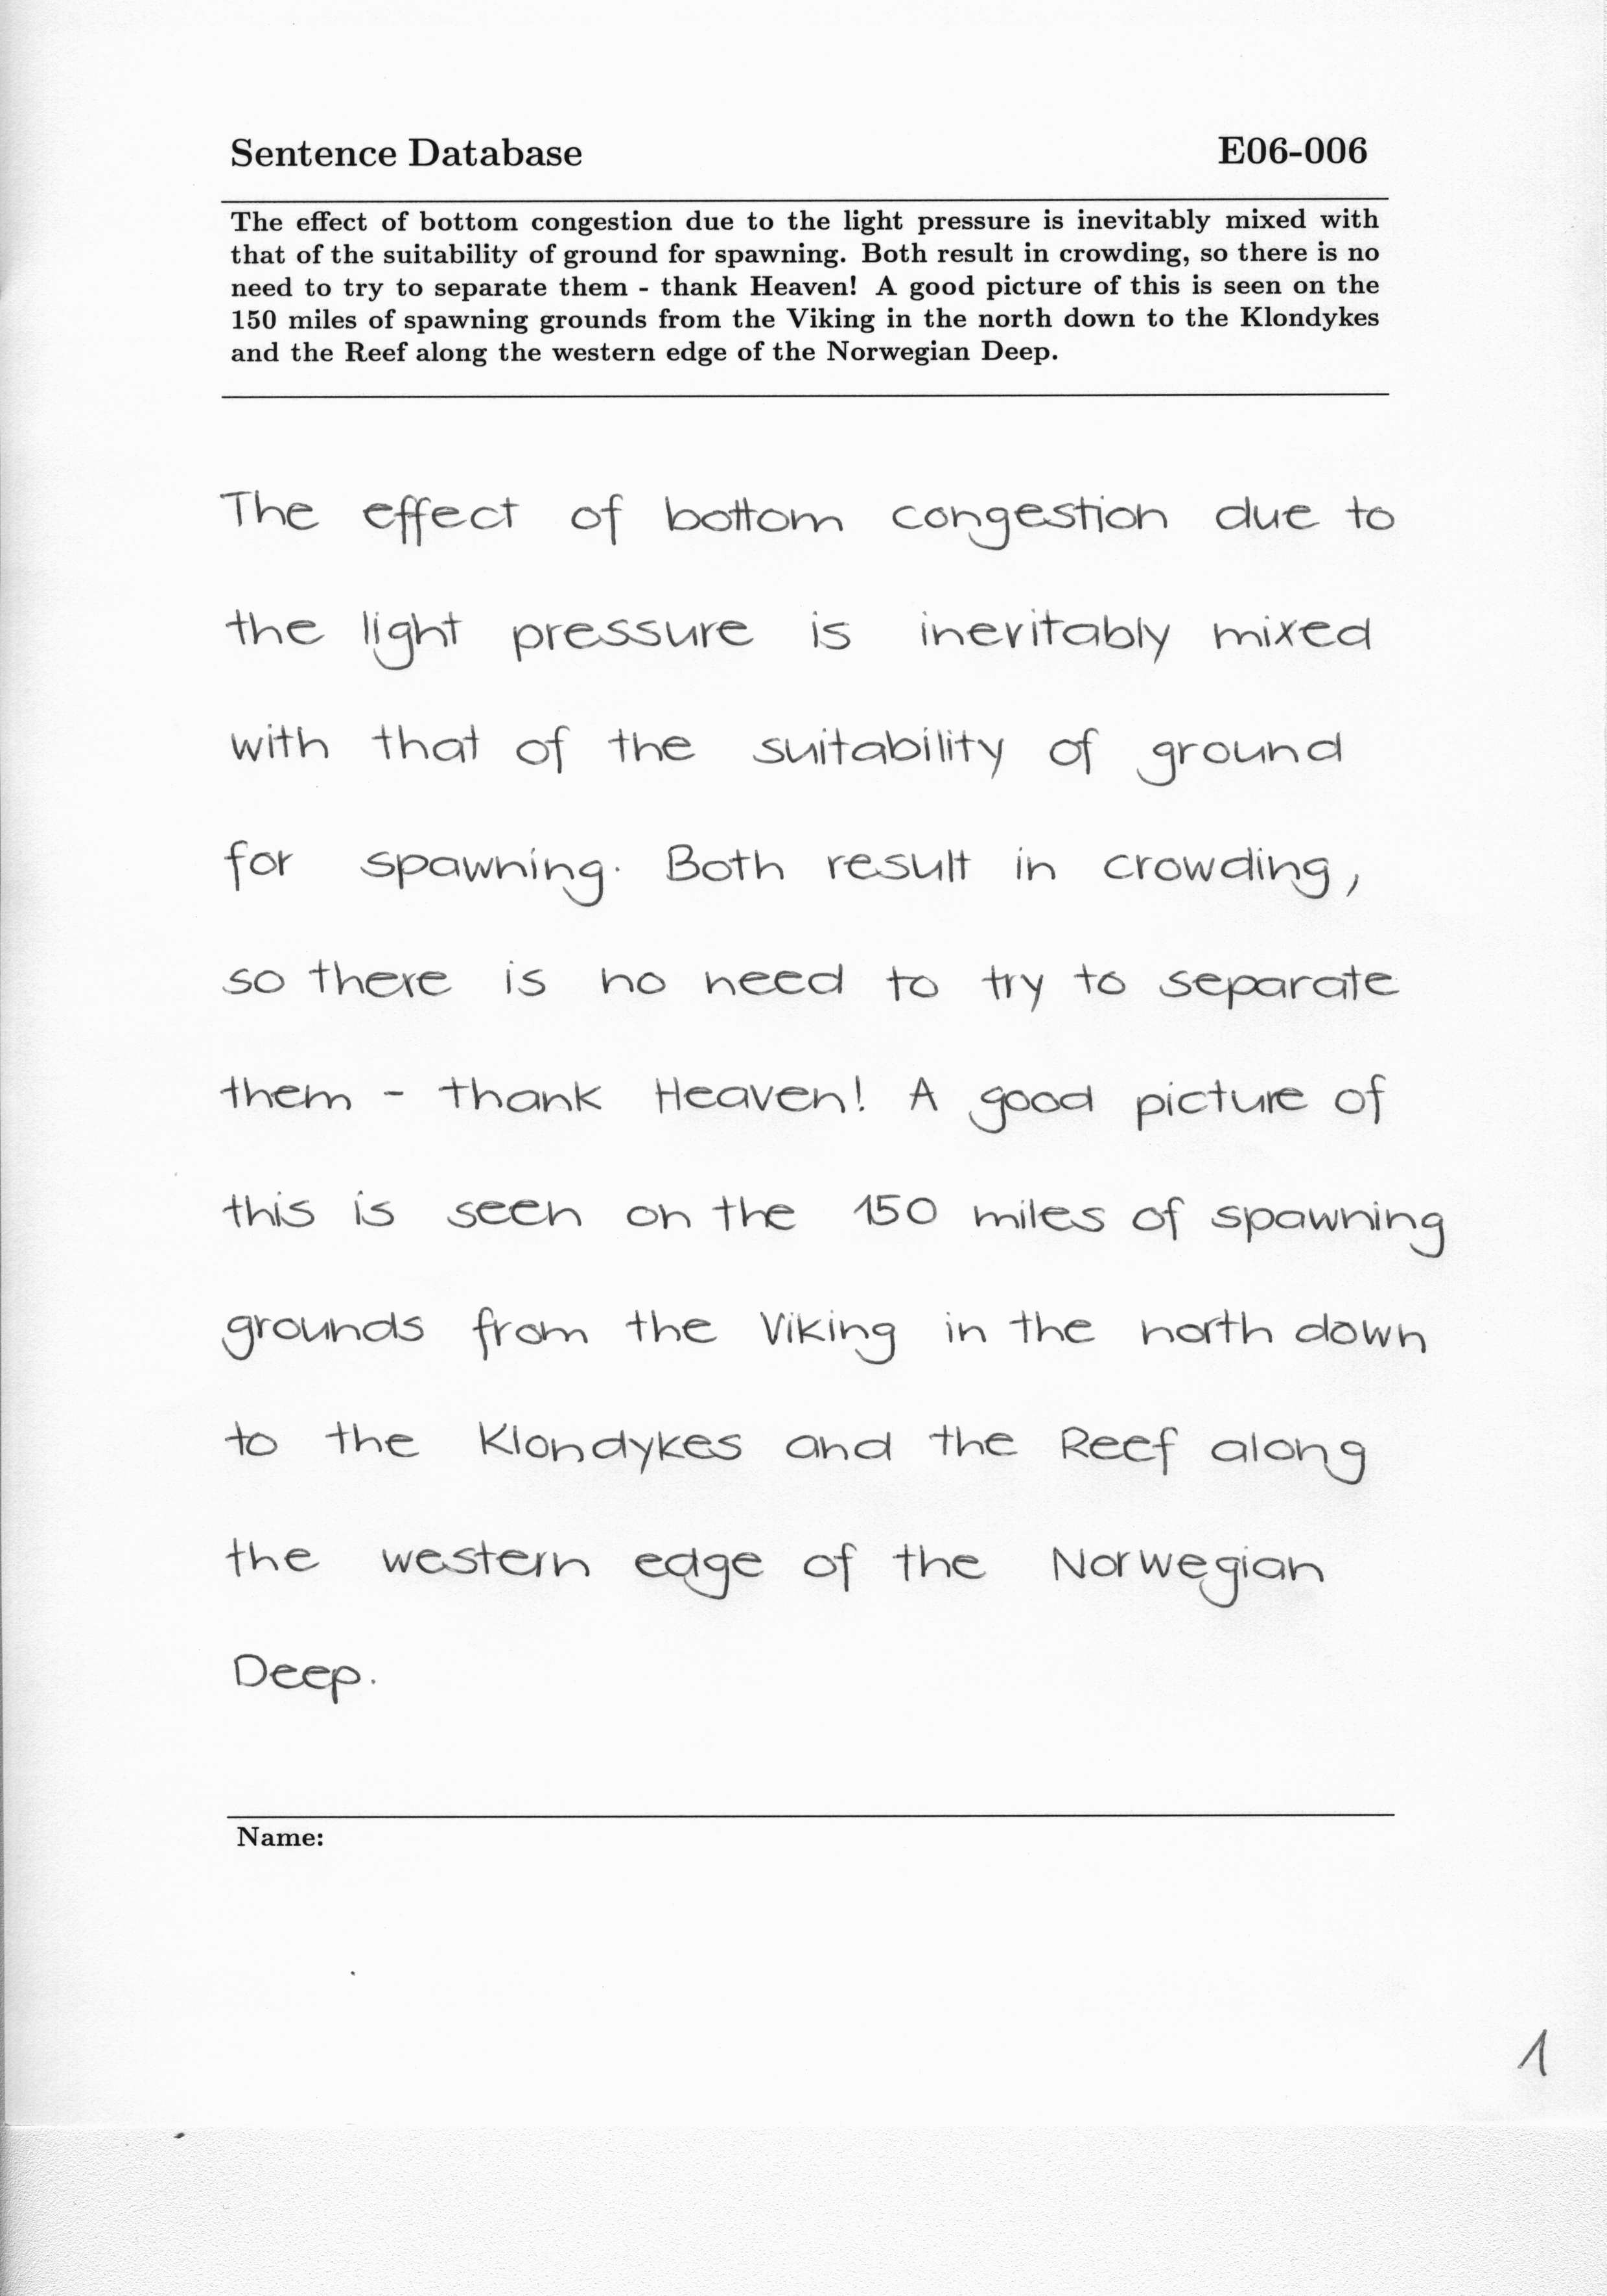 Sentence Database E06-006
The effect of bottom congestion due to the light pressure is inevitably mixed with
that of the suitability of ground for spawning. Both result in crowding, so there is no
need to try to separate them - thank Heaven! A good picture of this is seen on the
150 miles of spawning grounds from the Viking in the north down to the Klondykes
and the Reef along the western edge of the Norwegian Deep.
The effect of bottom congestion due to
the light pressure is inevitably mixed
with that of the suitability of ground
for spawning. Both result in crowding,
so there is no need to try to separate
them - thank Heaven! A good picture of
this is seen on the 150 miles of spawning
grounds from the Viking in the north down
to the Klondykes and the Reef along
the western edge of the Norwegian
Deep.
Name:
1